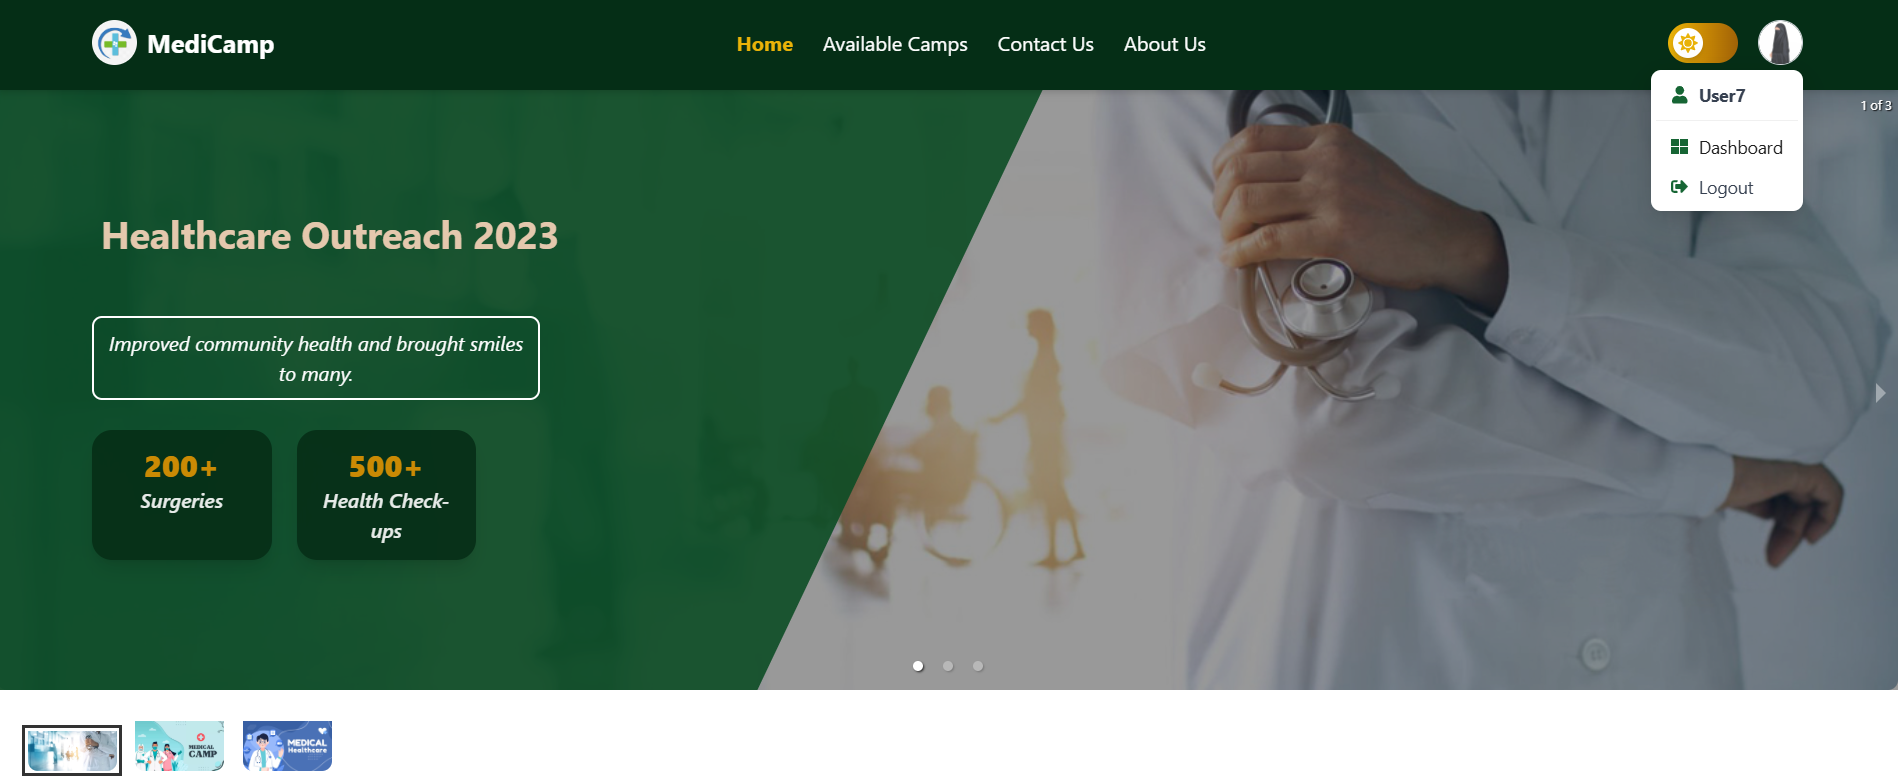 MediCamp
Home
Available Camps
Contact Us
About Us
User7
Dashboard
Logout
1 of 3
Healthcare Outreach 2023
Improved community health and brought smiles
to many.
200+
Surgeries
500+
Health Check-
ups
MEDICAL
CAMP
MEDICAL
Healthcare